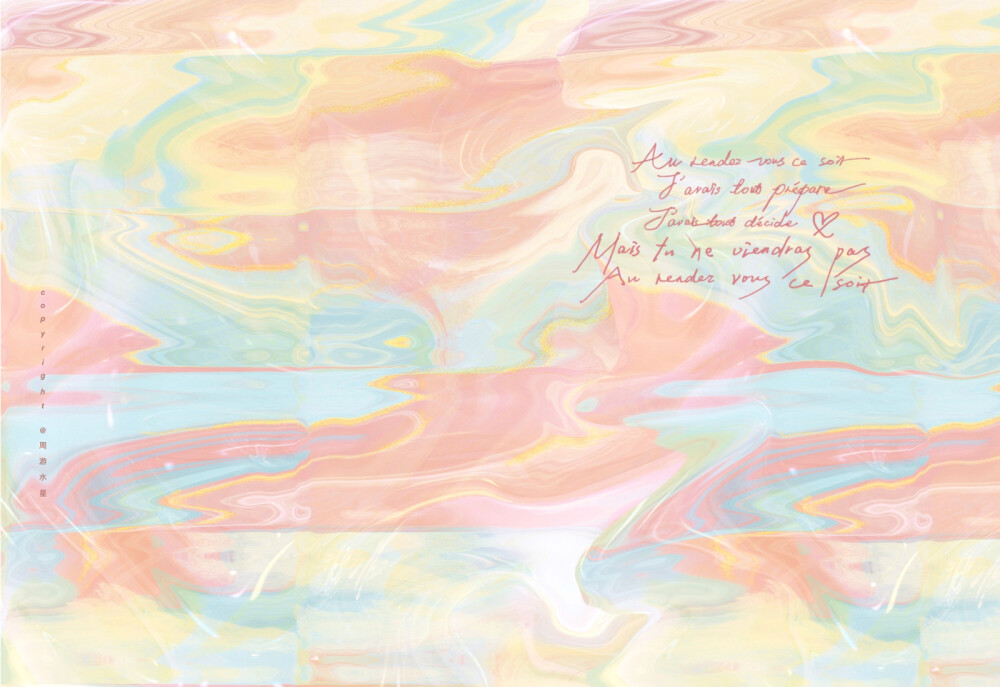 Au rendez vous ce soir
J'avais tout préparé
J'avais tout décidé
Mais tu ne viendras pas
Au rendez vous ce soir
copyright @周游水星